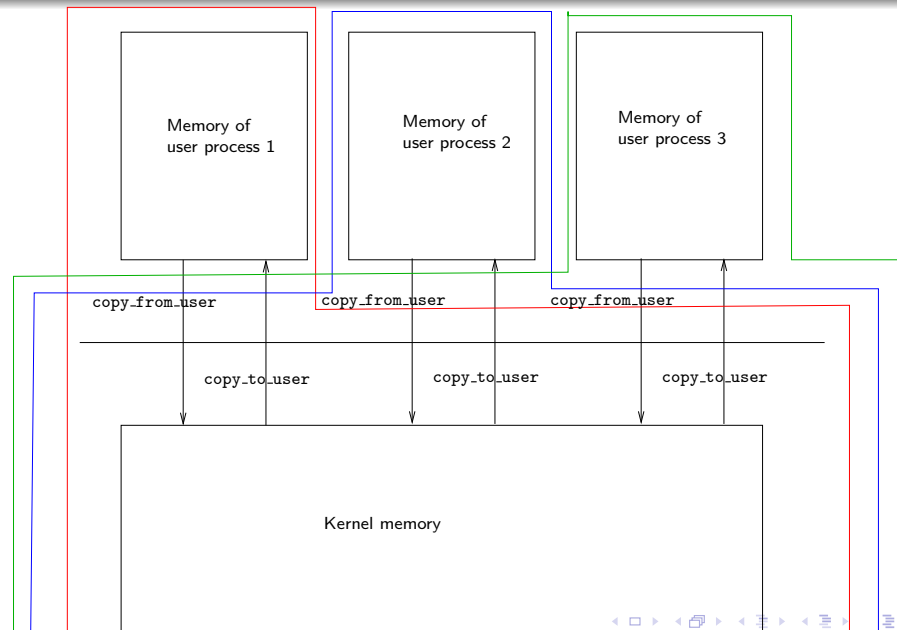 Memory of
user process 1
Memory of
user process 2
Memory of
user process 3
copy_from_user
copy_from_user
copy_from_user
copy_to_user
copy_to_user
copy_to_user
Kernel memory